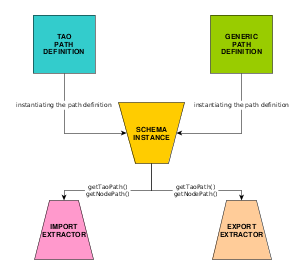 TAO
PATH
DEFINITION
GENERIC
PATH
DEFINITION
instantiating the path definition
instantiating the path definition
SCHEMA
INSTANCE
getTaoPath()
getNodePath()
getTaoPath()
getNodePath()
IMPORT
EXTRACTOR
EXPORT
EXTRACTOR